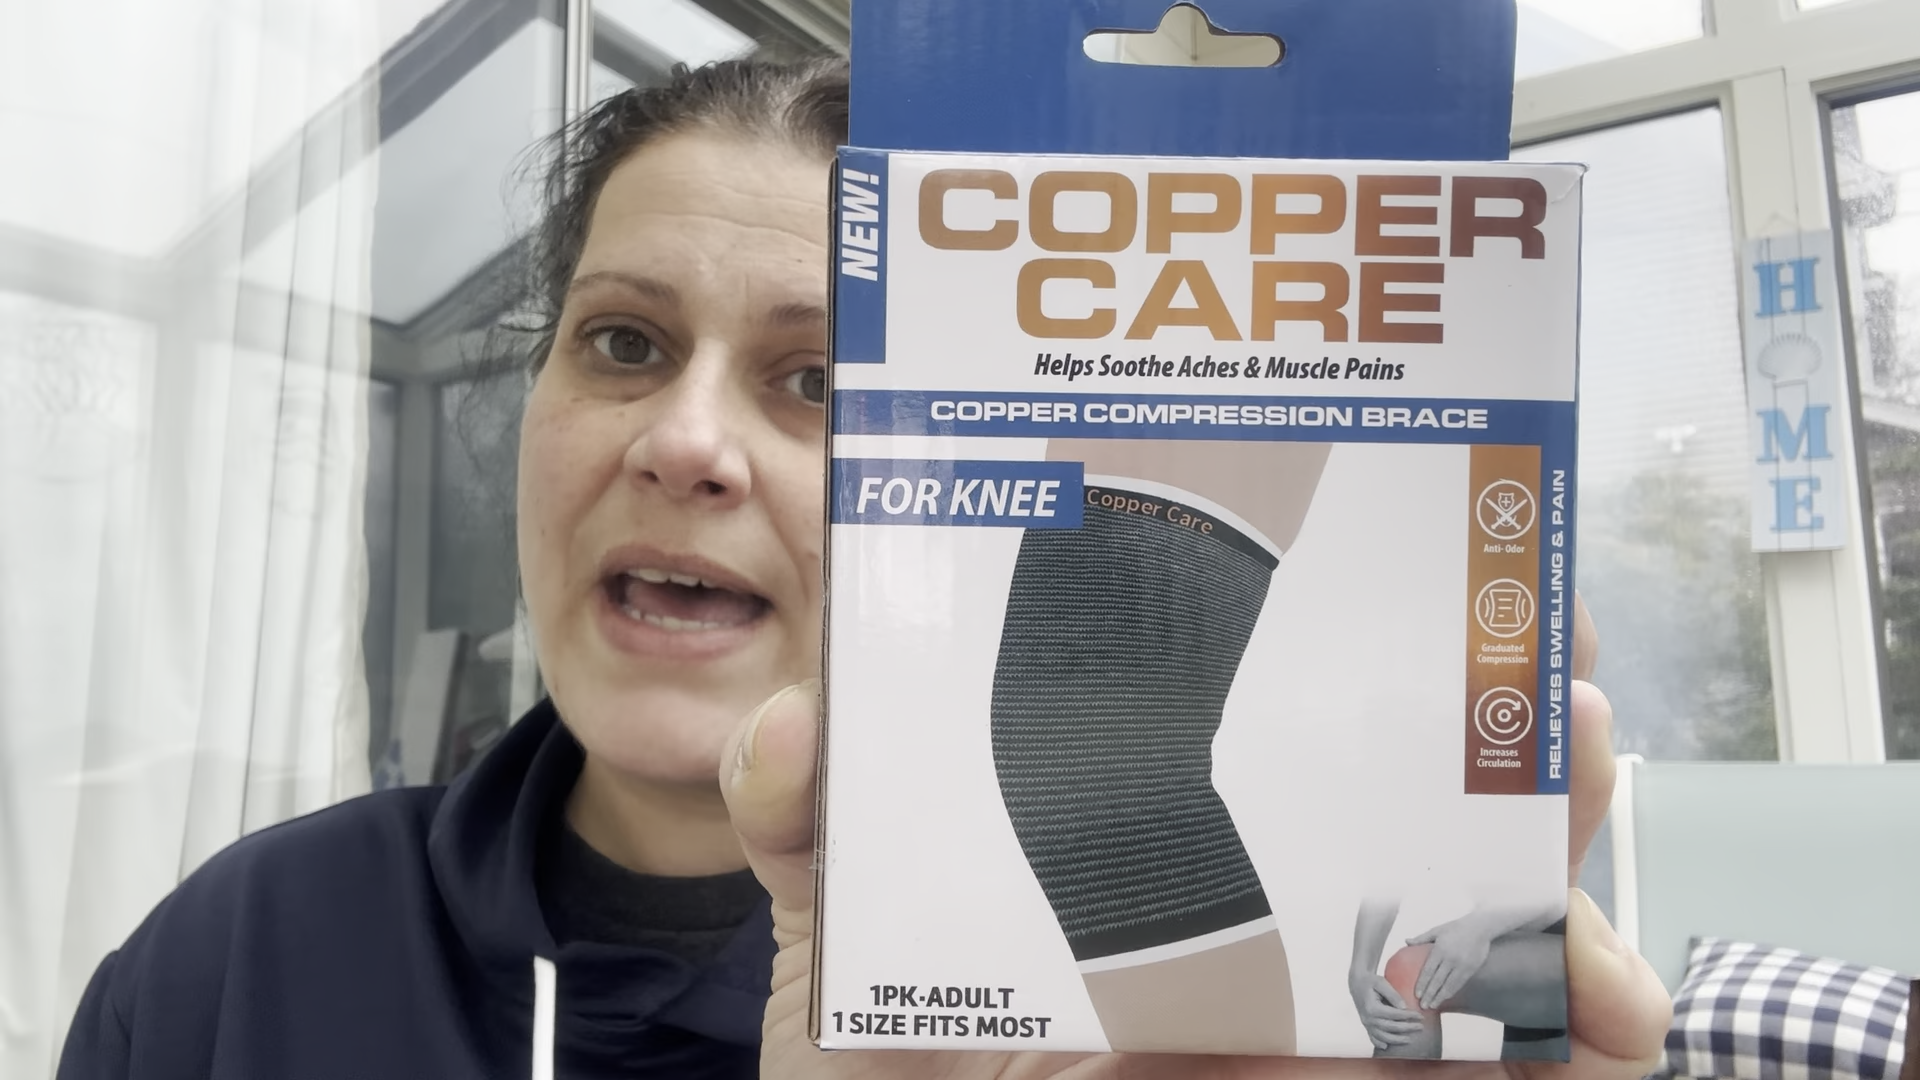 NEW!
COPPER
CARE
Helps Soothe Aches & Muscle Pains
COPPER COMPRESSION BRACE
FOR KNEE
Copper Care
Anti-Odor
Graduated
Compression
Increases
Circulation
RELIEVES SWELLING & PAIN
1PK-ADULT
1 SIZE FITS MOST
HOME